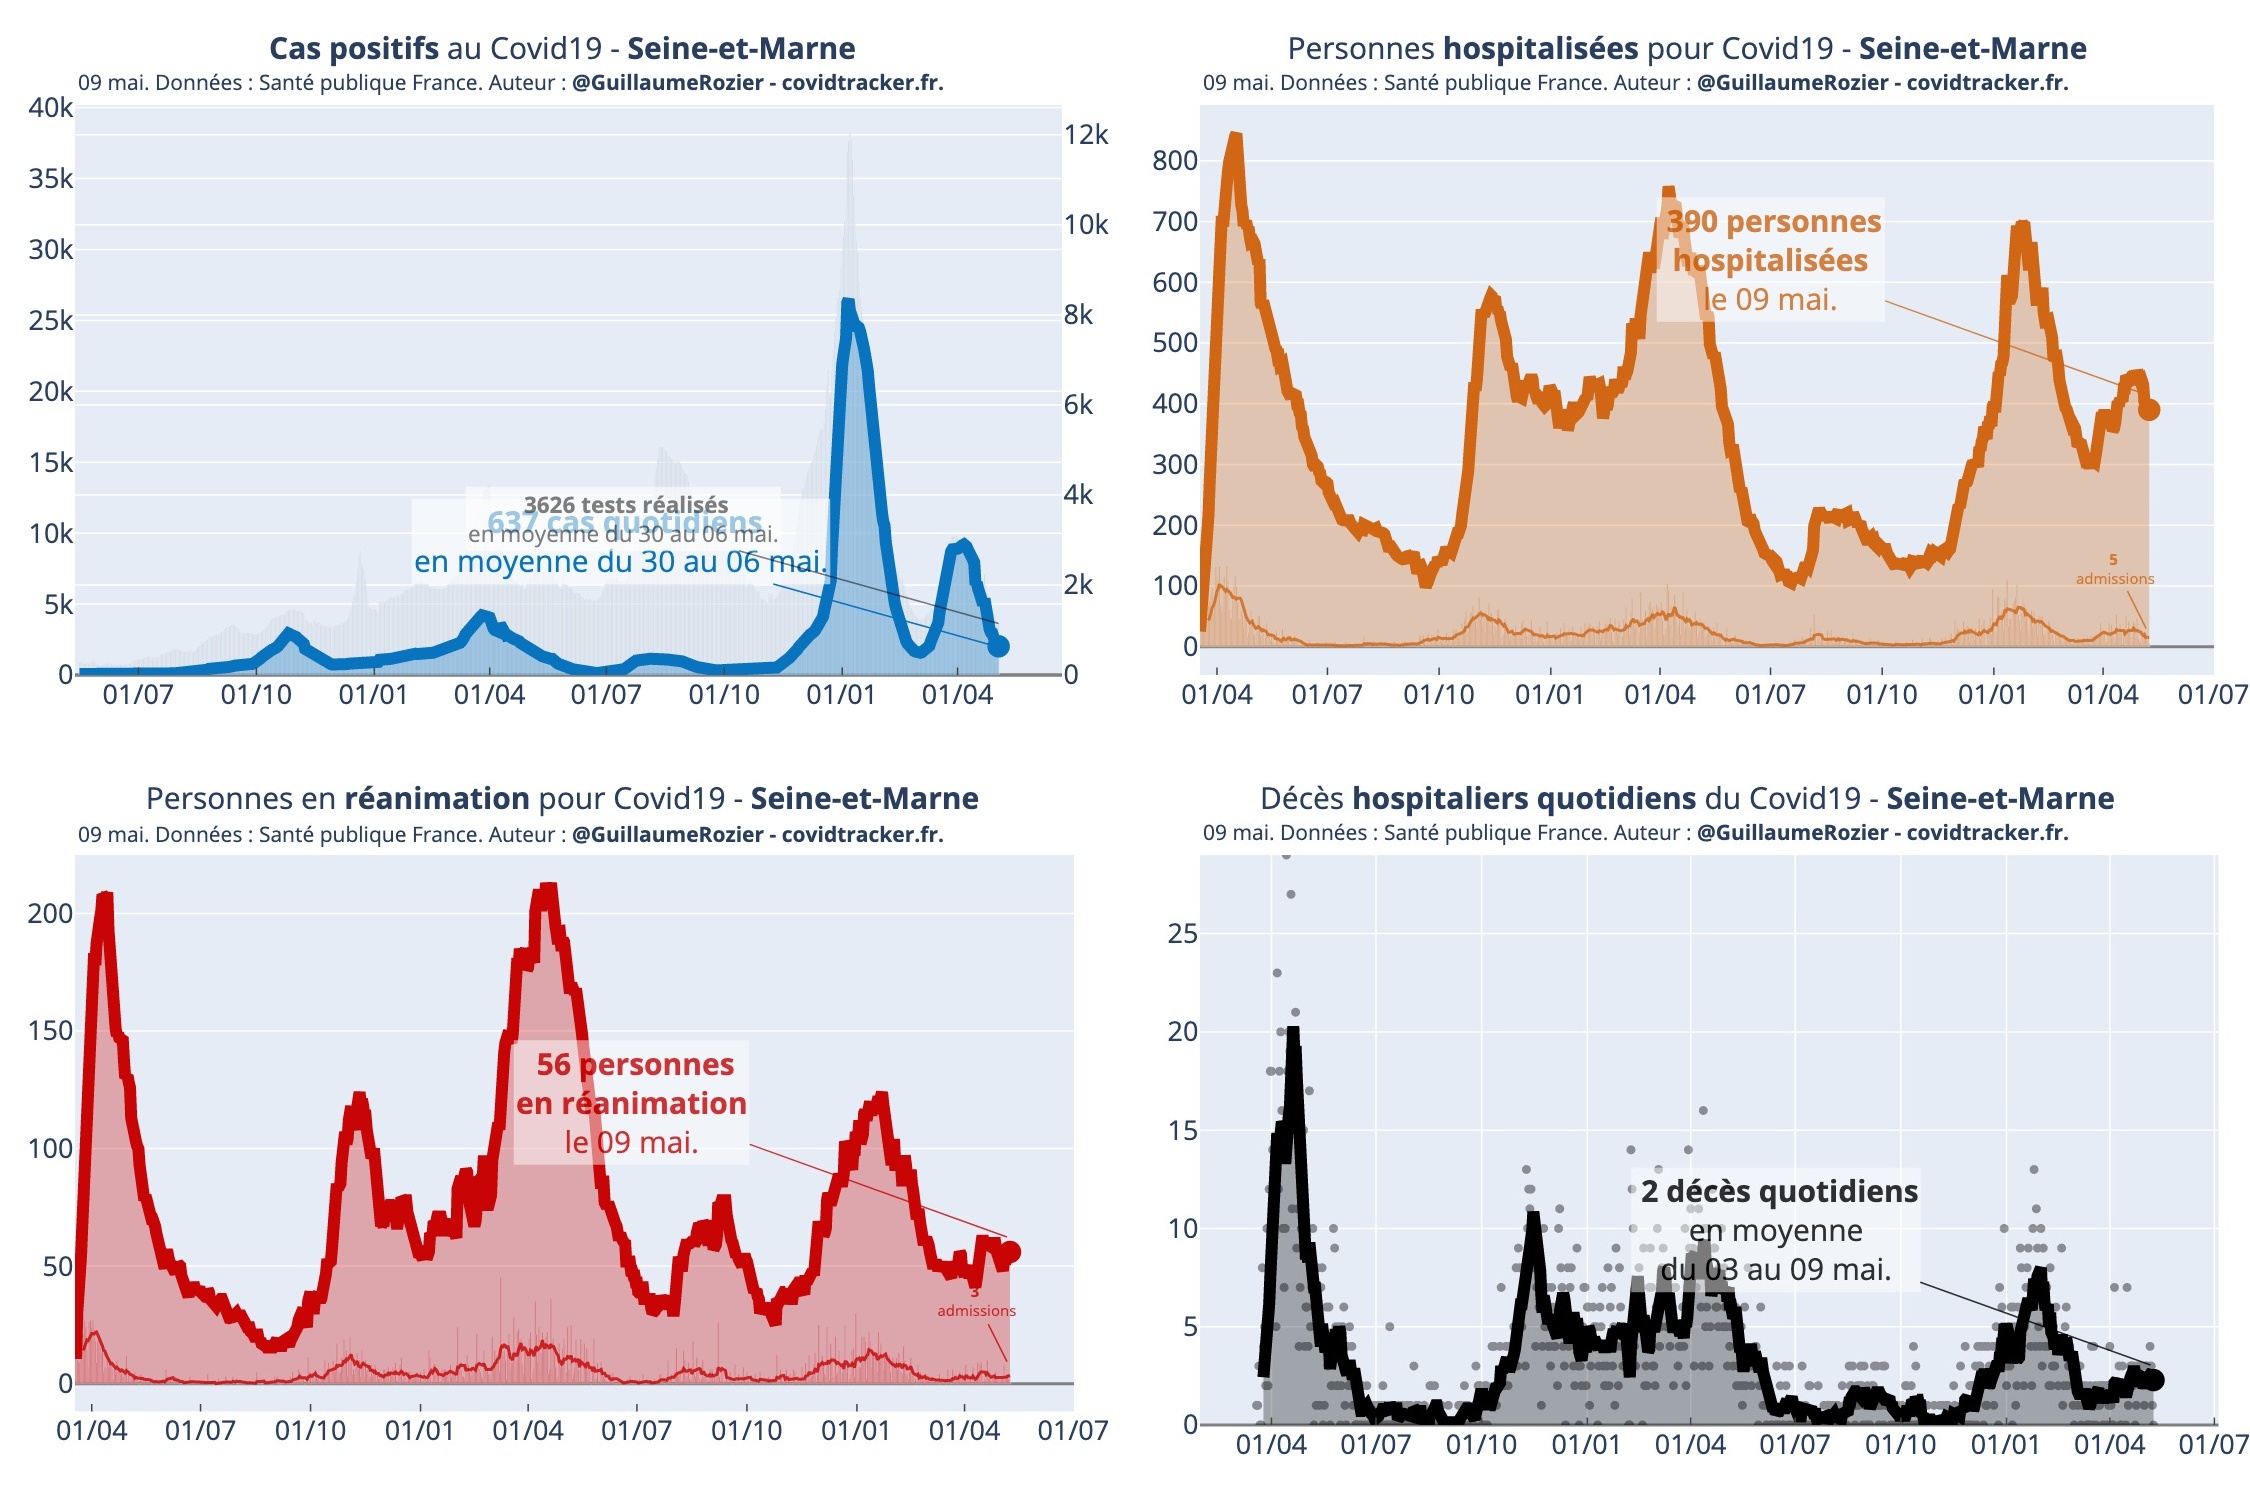 Cas positifs au Covid19 - Seine-et-Marne
09 mai. Données : Santé publique France. Auteur : @GuillaumeRozier - covidtracker.fr.
40k
35k
30k
25k
20k
15k
10k
5k
0
12k
10k
8k
6k
4k
2k
0
3626 tests réalisés
en moyenne du 30 au 06 mai.
637 cas quotidiens
en moyenne du 30 au 06 mai.
01/07 01/10 01/01 01/04 01/07 01/10 01/01 01/04
Personnes hospitalisées pour Covid19 - Seine-et-Marne
09 mai. Données : Santé publique France. Auteur : @GuillaumeRozier - covidtracker.fr.
800
700
600
500
400
300
200
100
0
390 personnes
hospitalisées
le 09 mai.
5
admissions
01/04 01/07 01/10 01/01 01/04 01/07 01/10 01/01 01/04 01/07
Personnes en réanimation pour Covid19 - Seine-et-Marne
09 mai. Données : Santé publique France. Auteur : @GuillaumeRozier - covidtracker.fr.
200
150
100
50
0
56 personnes
en réanimation
le 09 mai.
3
admissions
01/04 01/07 01/10 01/01 01/04 01/07 01/10 01/01 01/04 01/07
Décès hospitaliers quotidiens du Covid19 - Seine-et-Marne
09 mai. Données : Santé publique France. Auteur : @GuillaumeRozier - covidtracker.fr.
25
20
15
10
5
0
2 décès quotidiens
en moyenne
du 03 au 09 mai.
01/04 01/07 01/10 01/01 01/04 01/07 01/10 01/01 01/04 01/07